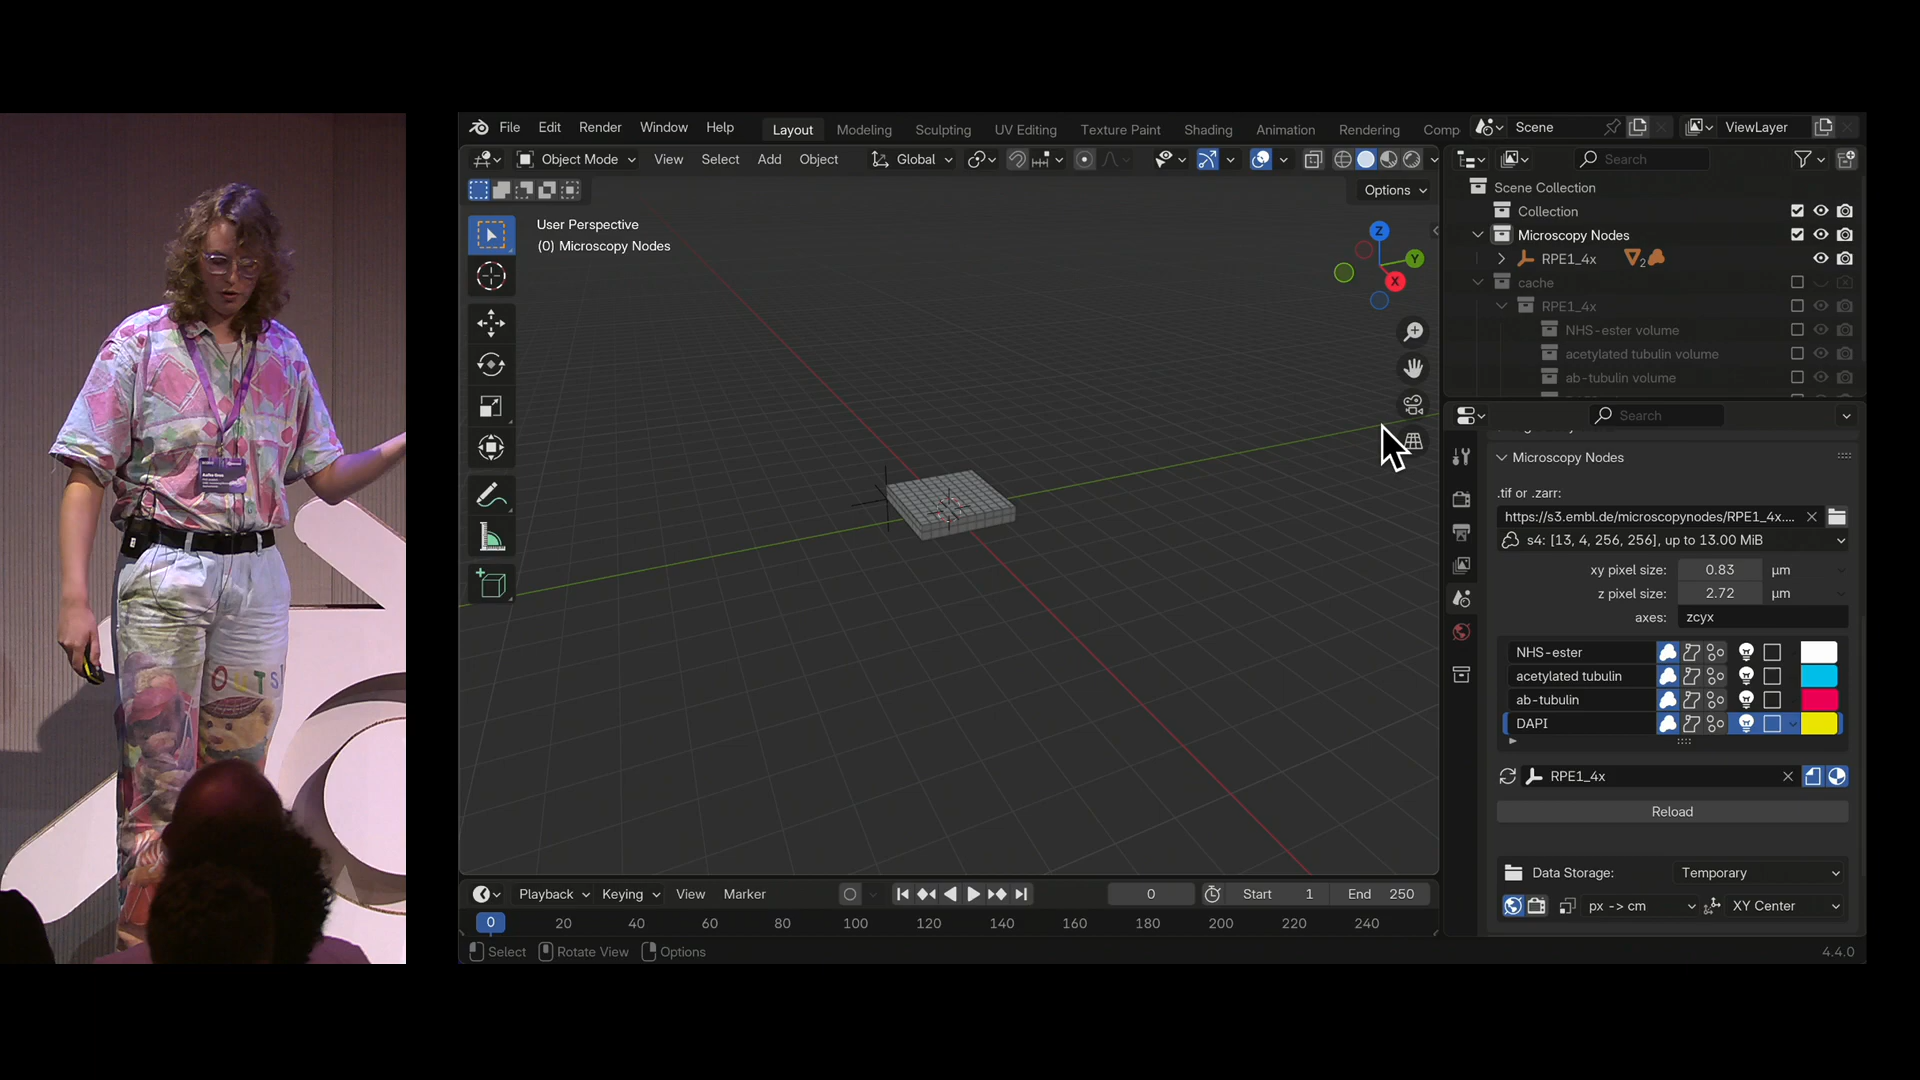 File Edit Render Window Help
Layout Modeling Sculpting UV Editing Texture Paint Shading Animation Rendering Comp
Scene
ViewLayer
Object Mode View Select Add Object
Global
Search
Options
User Perspective
(0) Microscopy Nodes
Z
Y
X
Scene Collection
Collection
Microscopy Nodes
RPE1_4x 2
cache
RPE1_4x
NHS-ester volume
acetylated tubulin volume
ab-tubulin volume
Search
Microscopy Nodes
.tif or .zarr:
https://s3.embl.de/microscopynodes/RPE1_4x....
s4: [13, 4, 256, 256], up to 13.00 MiB
xy pixel size: 0.83 µm
z pixel size: 2.72 µm
axes: zcyx
NHS-ester
acetylated tubulin
ab-tubulin
DAPI
RPE1_4x
Reload
Data Storage: Temporary
px -> cm XY Center
Playback Keying View Marker
0 Start 1 End 250
0 20 40 60 80 100 120 140 160 180 200 220 240
Select Rotate View Options
4.4.0